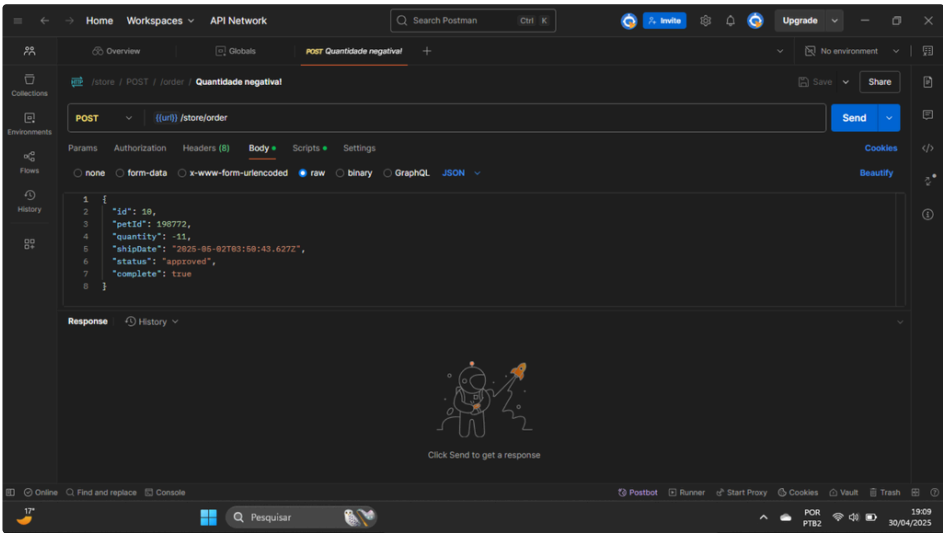 Home Workspaces API Network Search Postman Ctrl K Invite Upgrade
Overview Globals POST Quantidade negativa! No environment
/store / POST / /order / Quantidade negativa! Save Share
POST {{url}} /store/order Send
Params Authorization Headers (8) Body Scripts Settings Cookies
none form-data x-www-form-urlencoded raw binary GraphQL JSON Beautify
Collections
Environments
Flows
History
1 {
2 "id": 10,
3 "petId": 198772,
4 "quantity": -11,
5 "shipDate": "2025-05-02T03:50:43.627Z",
6 "status": "approved",
7 "complete": true
8 }
Response History
Click Send to get a response
Online Find and replace Console Postbot Runner Start Proxy Cookies Vault Trash
17° Pesquisar POR PTB2 19:09 30/04/2025